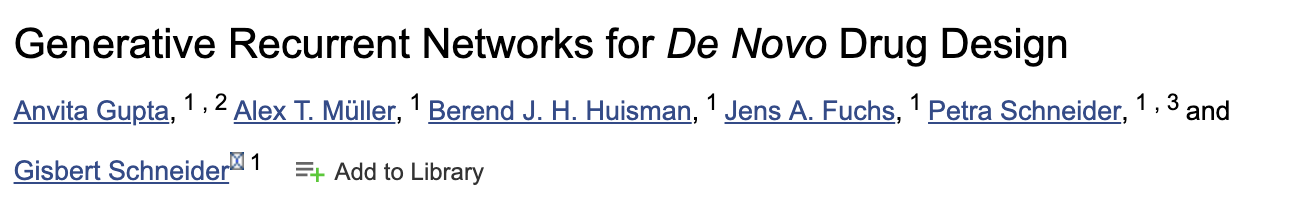 Generative Recurrent Networks for De Novo Drug Design
Anvita Gupta, 1 , 2 Alex T. Müller, 1 Berend J. H. Huisman, 1 Jens A. Fuchs, 1 Petra Schneider, 1 , 3 and
Gisbert Schneider 1 Add to Library